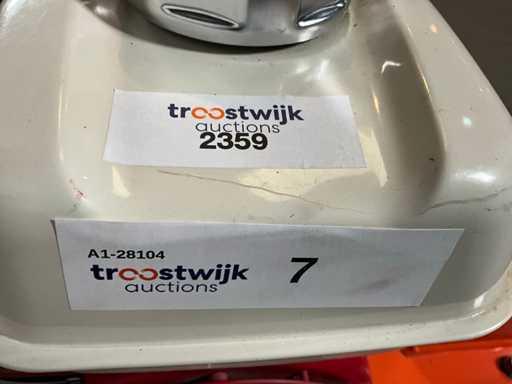 troostwijk
auctions
2359
A1-28104
troostwijk
auctions
7